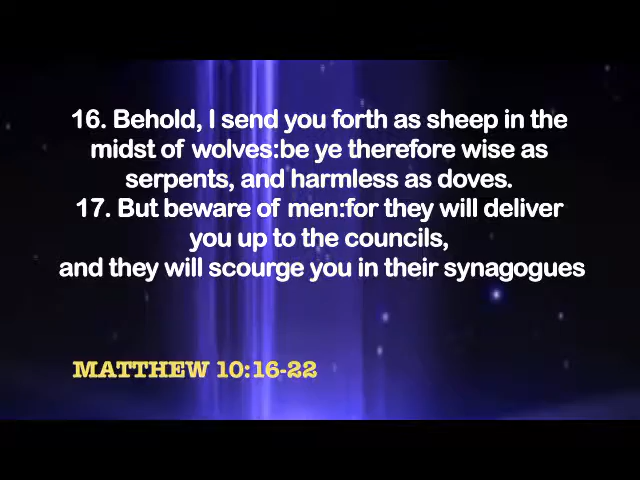 16. Behold, I send you forth as sheep in the
midst of wolves:be ye therefore wise as
serpents, and harmless as doves.
17. But beware of men:for they will deliver
you up to the councils,
and they will scourge you in their synagogues
MATTHEW 10:16-22